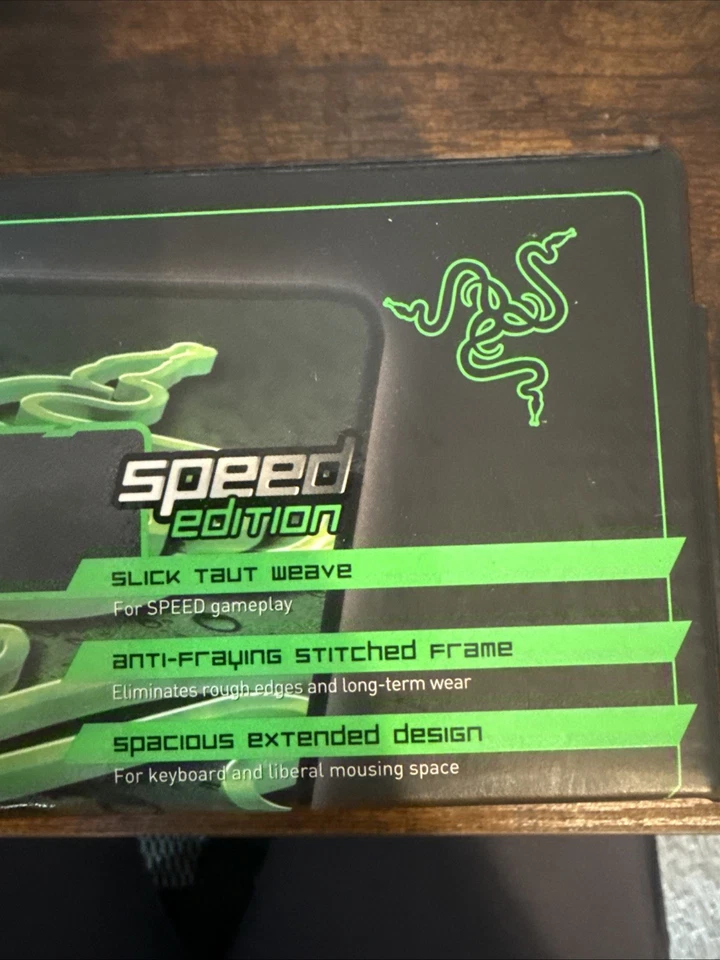 speed
edition
slick taut weave
For SPEED gameplay
anti-fraying stitched frame
Eliminates rough edges and long-term wear
spacious extended design
For keyboard and liberal mousing space